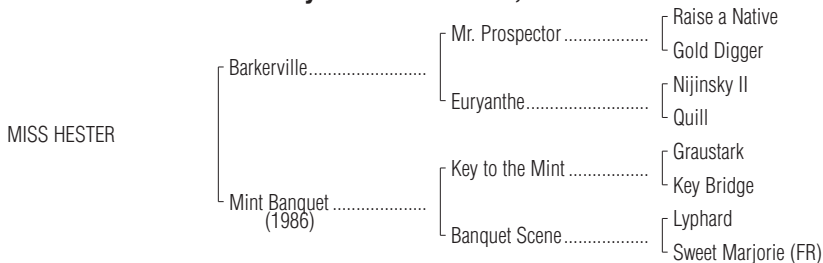 Raise a Native
Mr. Prospector
Gold Digger
Barkerville
Nijinsky II
Euryanthe
Quill
MISS HESTER
Graustark
Key to the Mint
Key Bridge
Mint Banquet
(1986)
Lyphard
Banquet Scene
Sweet Marjorie (FR)